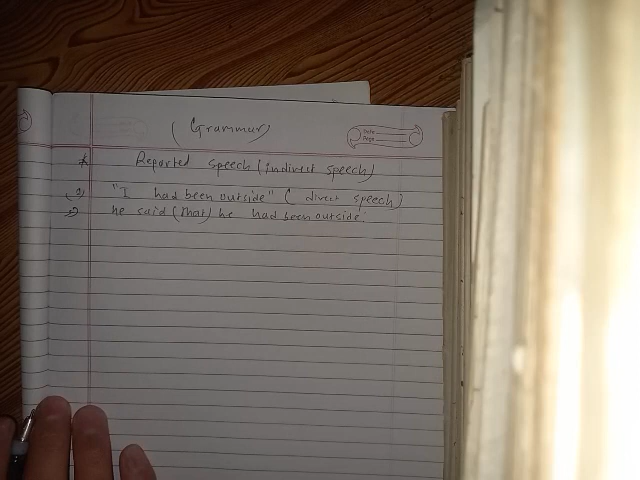 (Grammar)
Date
Page
* Reported speech (indirect speech)
"I had been outside" ( direct speech)
he said (that) he had been outside.